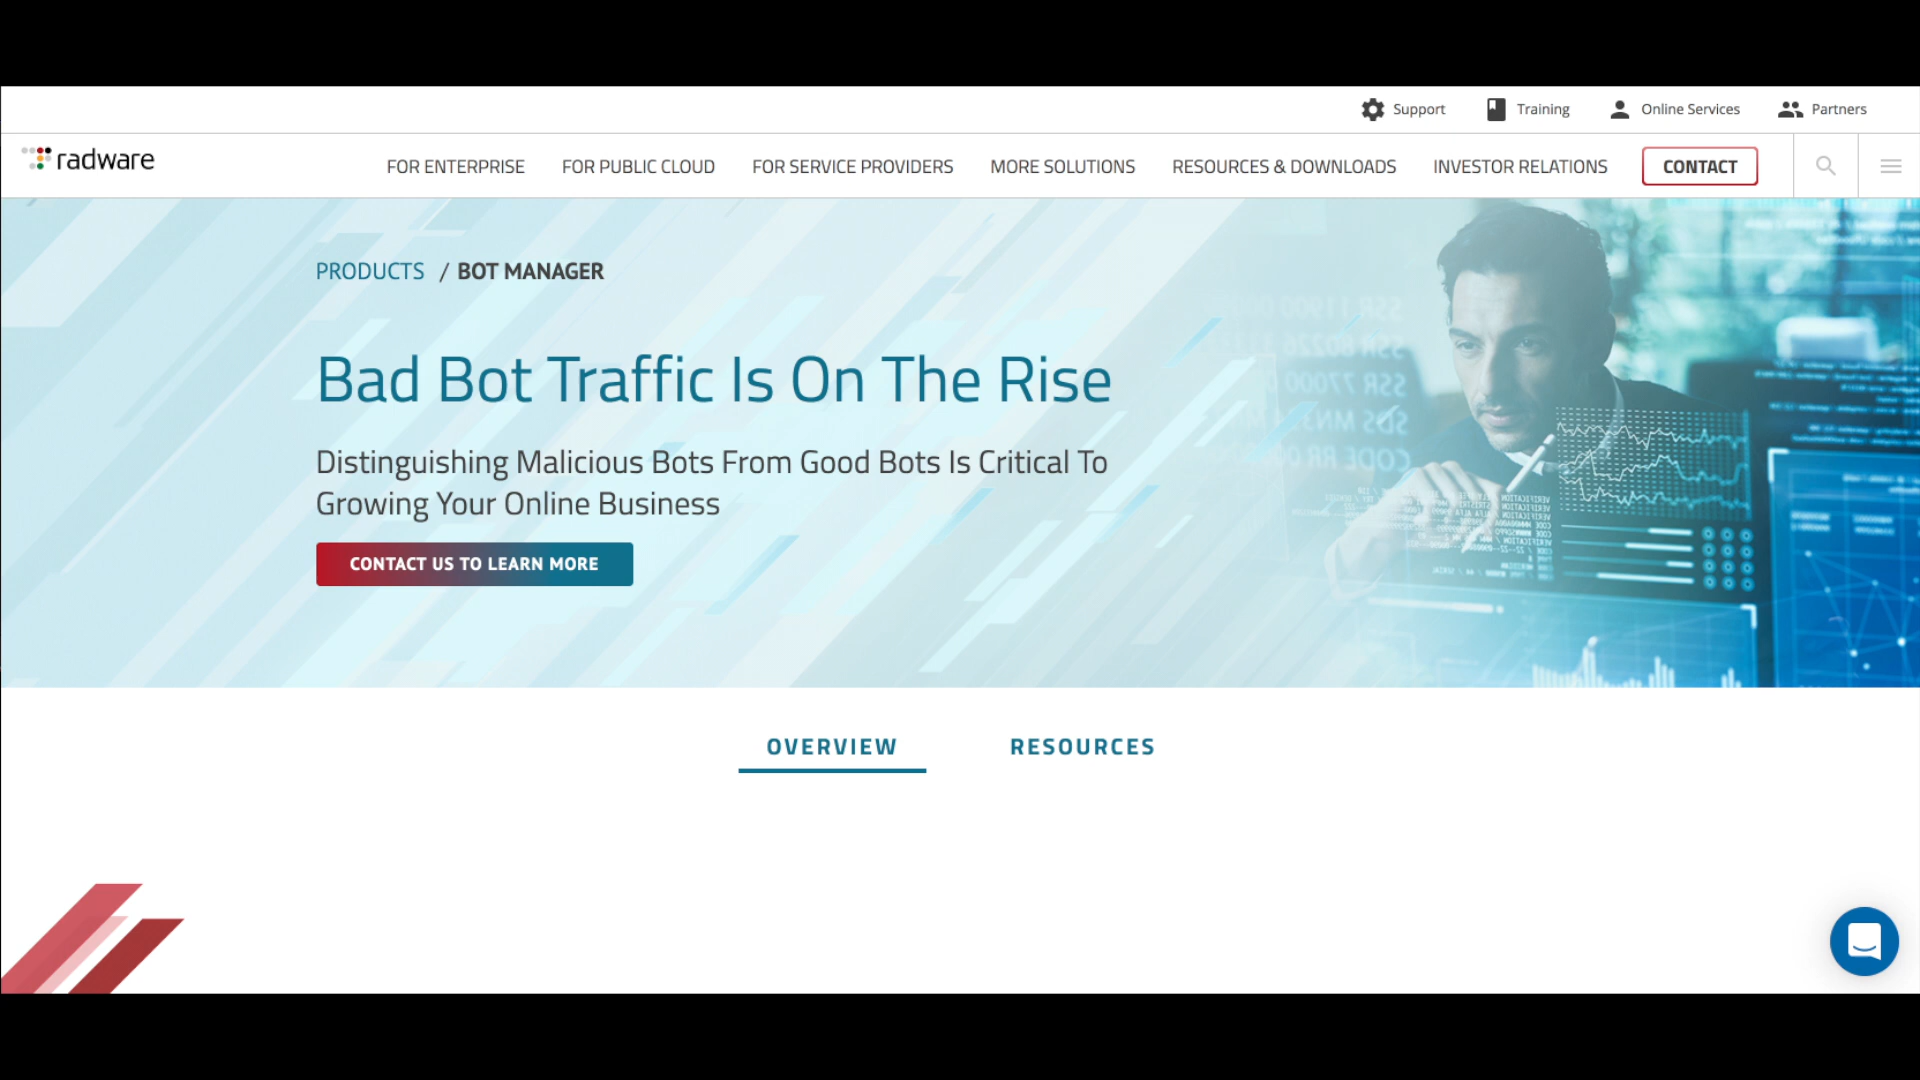 Support Training Online Services Partners
radware FOR ENTERPRISE FOR PUBLIC CLOUD FOR SERVICE PROVIDERS MORE SOLUTIONS RESOURCES & DOWNLOADS INVESTOR RELATIONS CONTACT
PRODUCTS / BOT MANAGER
Bad Bot Traffic Is On The Rise
Distinguishing Malicious Bots From Good Bots Is Critical To
Growing Your Online Business
CONTACT US TO LEARN MORE
OVERVIEW RESOURCES